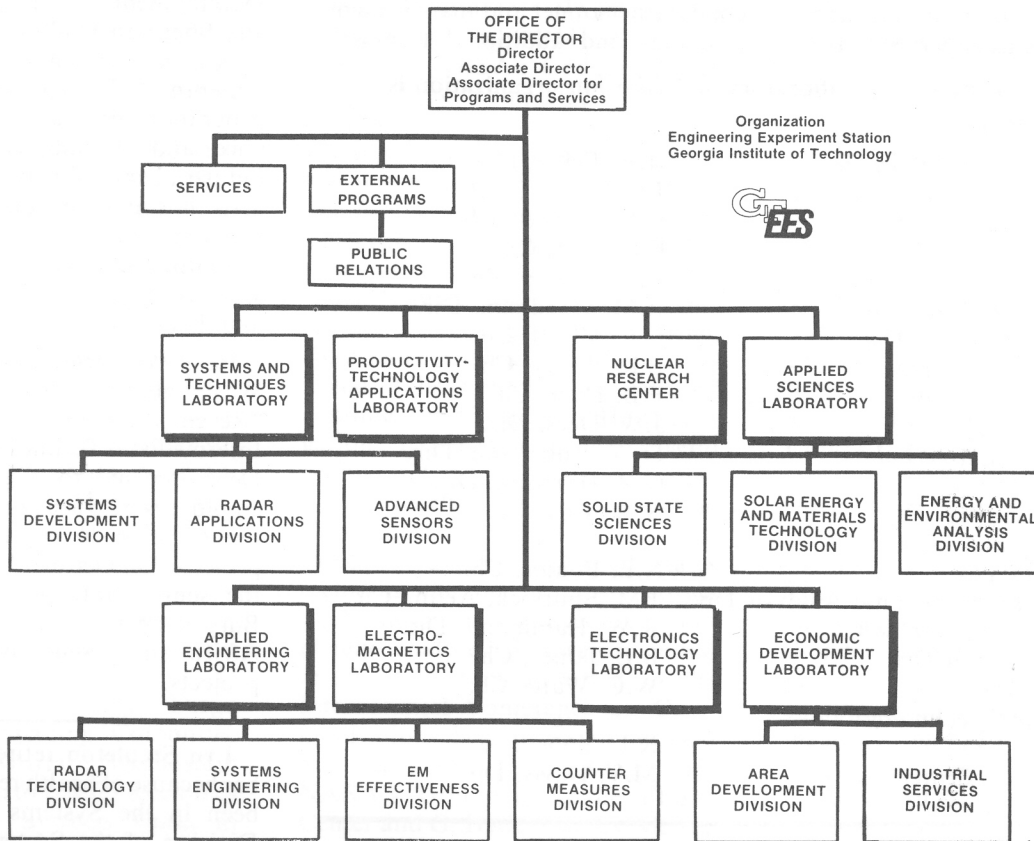 OFFICE OF
THE DIRECTOR
Director
Associate Director
Associate Director for
Programs and Services
Organization
Engineering Experiment Station
Georgia Institute of Technology
GT
EES
SERVICES
EXTERNAL
PROGRAMS
PUBLIC
RELATIONS
SYSTEMS AND
TECHNIQUES
LABORATORY
PRODUCTIVITY-
TECHNOLOGY
APPLICATIONS
LABORATORY
NUCLEAR
RESEARCH
CENTER
APPLIED
SCIENCES
LABORATORY
SYSTEMS
DEVELOPMENT
DIVISION
RADAR
APPLICATIONS
DIVISION
ADVANCED
SENSORS
DIVISION
SOLID STATE
SCIENCES
DIVISION
SOLAR ENERGY
AND MATERIALS
TECHNOLOGY
DIVISION
ENERGY AND
ENVIRONMENTAL
ANALYSIS
DIVISION
APPLIED
ENGINEERING
LABORATORY
ELECTRO-
MAGNETICS
LABORATORY
ELECTRONICS
TECHNOLOGY
LABORATORY
ECONOMIC
DEVELOPMENT
LABORATORY
RADAR
TECHNOLOGY
DIVISION
SYSTEMS
ENGINEERING
DIVISION
EM
EFFECTIVENESS
DIVISION
COUNTER
MEASURES
DIVISION
AREA
DEVELOPMENT
DIVISION
INDUSTRIAL
SERVICES
DIVISION